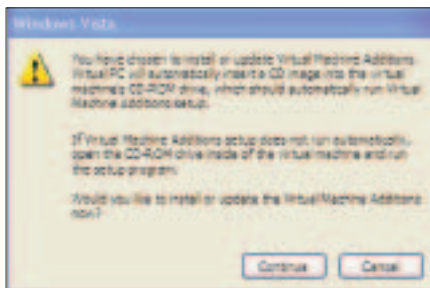 Windows Vista
You have chosen to install or update Virtual Machine Additions.
Virtual PC will automatically insert a CD image into the virtual
machine's CD-ROM drive, which should automatically run Virtual
Machine Additions setup.
If Virtual Machine Additions setup does not run automatically,
open the CD-ROM drive inside of the virtual machine and run
the setup program.
Would you like to install or update the Virtual Machine Additions
now?
Continue
Cancel